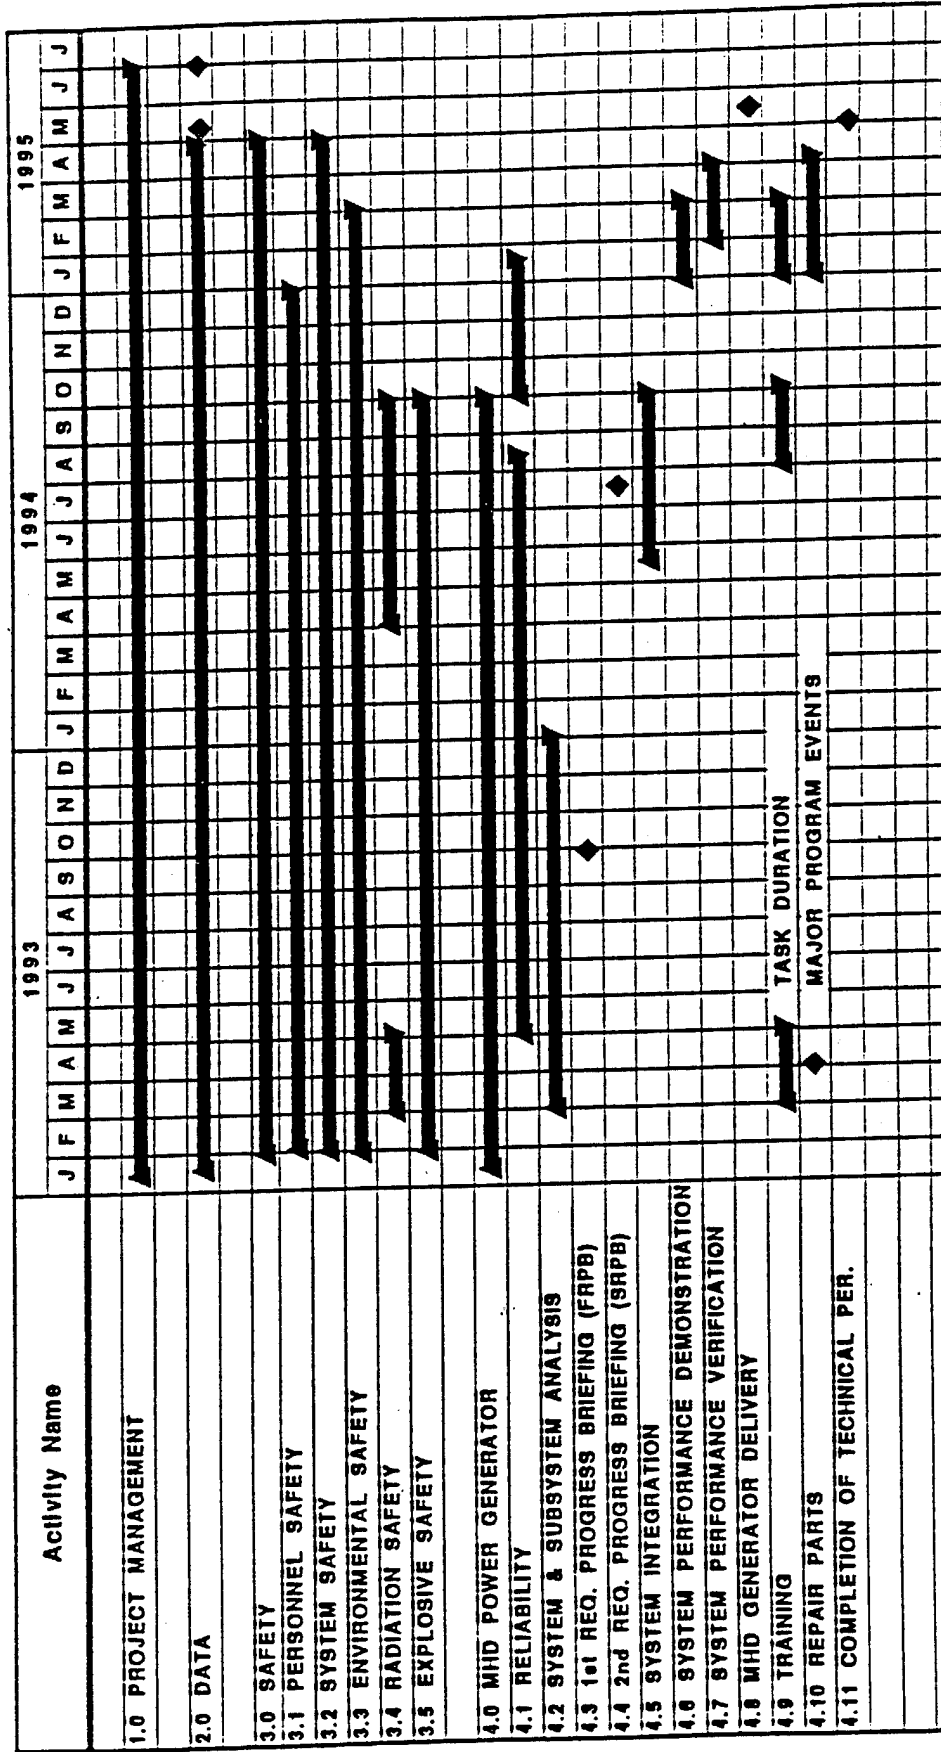 1993 1994 1995
Activity Name J F M A M J J A S O N D J F M A M J J A S O N D J F M A M J J
1.0 PROJECT MANAGEMENT
2.0 DATA
3.0 SAFETY
3.1 PERSONNEL SAFETY
3.2 SYSTEM SAFETY
3.3 ENVIRONMENTAL SAFETY
3.4 RADIATION SAFETY
3.5 EXPLOSIVE SAFETY
4.0 MHD POWER GENERATOR
4.1 RELIABILITY
4.2 SYSTEM & SUBSYSTEM ANALYSIS
4.3 1st REQ. PROGRESS BRIEFING (FRPB)
4.4 2nd REQ. PROGRESS BRIEFING (SRPB)
4.5 SYSTEM INTEGRATION
4.6 SYSTEM PERFORMANCE DEMONSTRATION
4.7 SYSTEM PERFORMANCE VERIFICATION
4.8 MHD GENERATOR DELIVERY
4.9 TRAINING
TASK DURATION
4.10 REPAIR PARTS
MAJOR PROGRAM EVENTS
4.11 COMPLETION OF TECHNICAL PER.